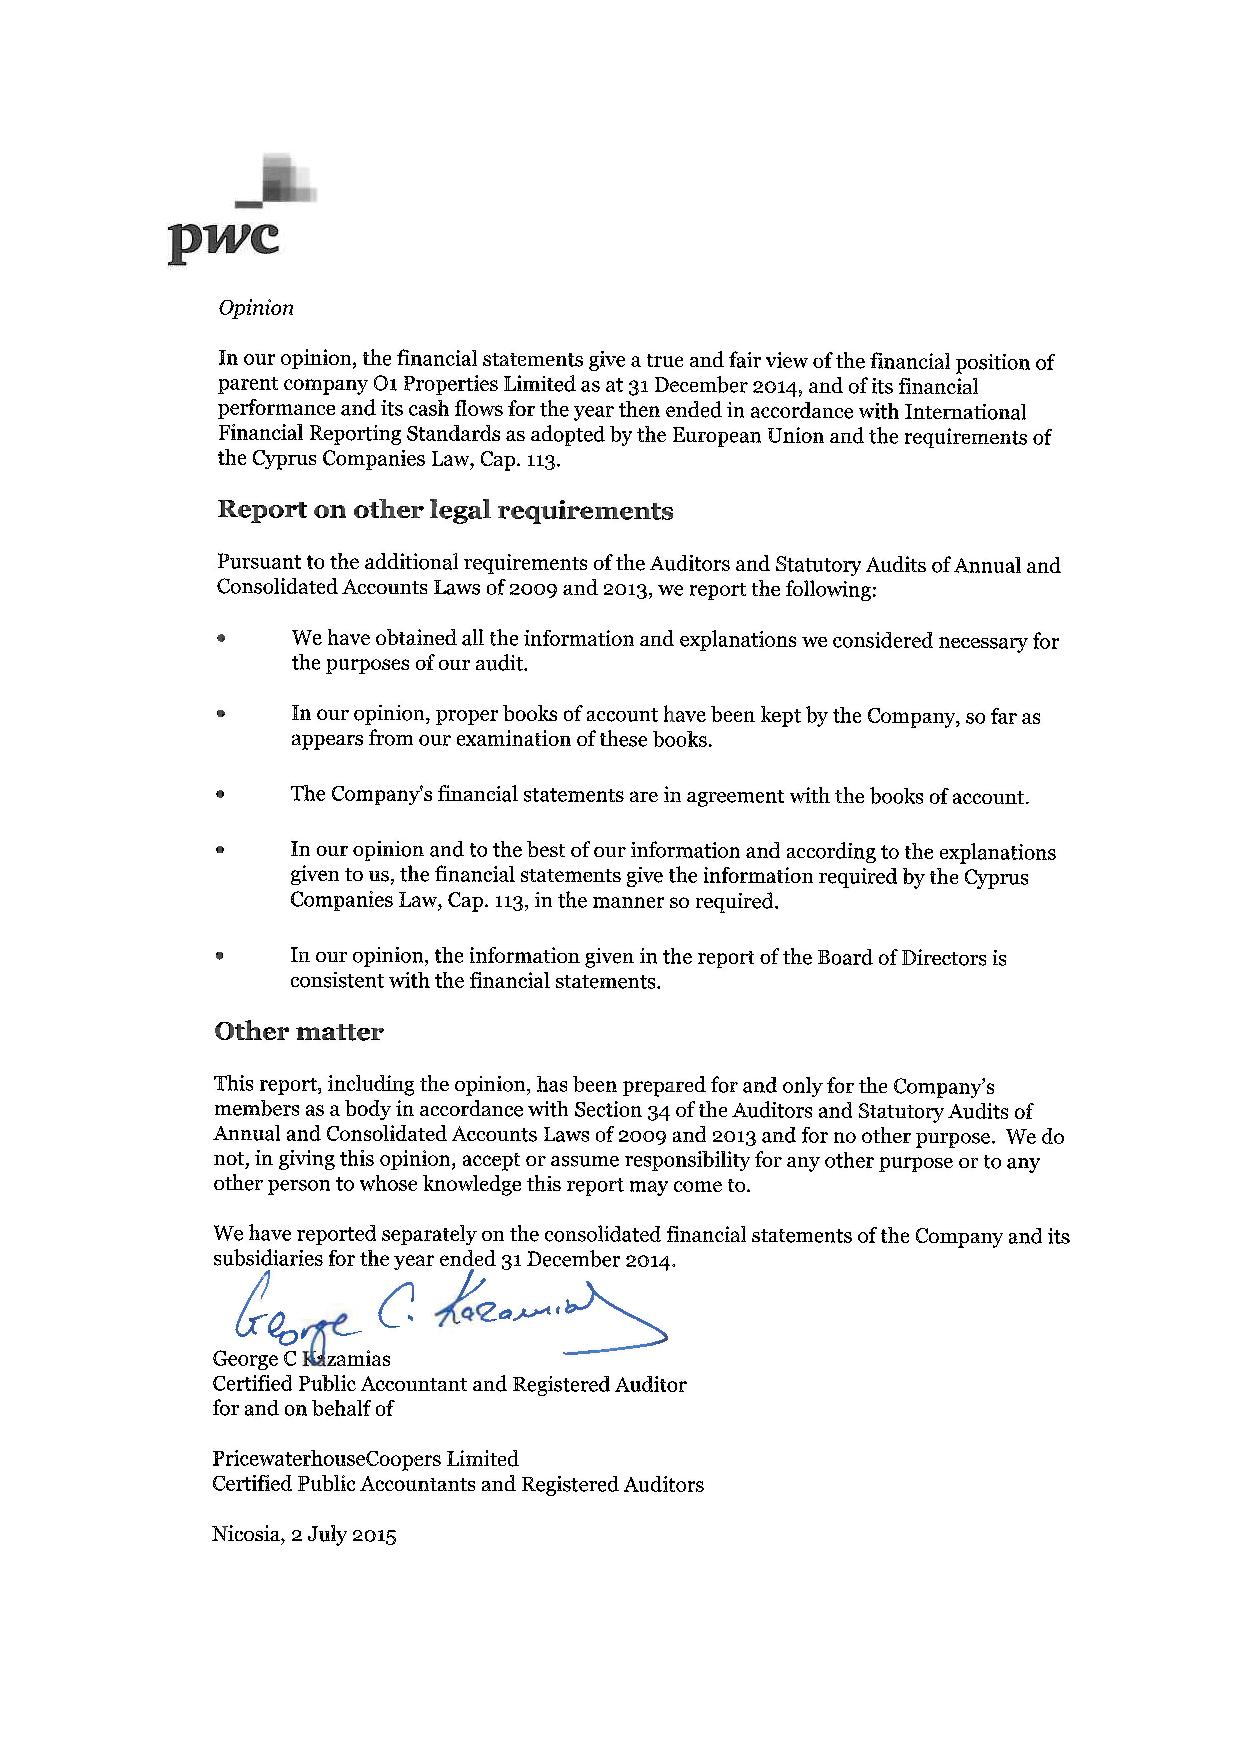 pwc
Opinion
In our opinion, the financial statements give a true and fair view of the financial position of
parent company O1 Properties Limited as at 31 December 2014, and of its financial
performance and its cash flows for the year then ended in accordance with International
Financial Reporting Standards as adopted by the European Union and the requirements of
the Cyprus Companies Law, Cap. 113.
Report on other legal requirements
Pursuant to the additional requirements of the Auditors and Statutory Audits of Annual and
Consolidated Accounts Laws of 2009 and 2013, we report the following:
• We have obtained all the information and explanations we considered necessary for
the purposes of our audit.
• In our opinion, proper books of account have been kept by the Company, so far as
appears from our examination of these books.
• The Company's financial statements are in agreement with the books of account.
• In our opinion and to the best of our information and according to the explanations
given to us, the financial statements give the information required by the Cyprus
Companies Law, Cap. 113, in the manner so required.
• In our opinion, the information given in the report of the Board of Directors is
consistent with the financial statements.
Other matter
This report, including the opinion, has been prepared for and only for the Company's
members as a body in accordance with Section 34 of the Auditors and Statutory Audits of
Annual and Consolidated Accounts Laws of 2009 and 2013 and for no other purpose. We do
not, in giving this opinion, accept or assume responsibility for any other purpose or to any
other person to whose knowledge this report may come to.
We have reported separately on the consolidated financial statements of the Company and its
subsidiaries for the year ended 31 December 2014.
George C. Kazamias
George C Kazamias
Certified Public Accountant and Registered Auditor
for and on behalf of
PricewaterhouseCoopers Limited
Certified Public Accountants and Registered Auditors
Nicosia, 2 July 2015